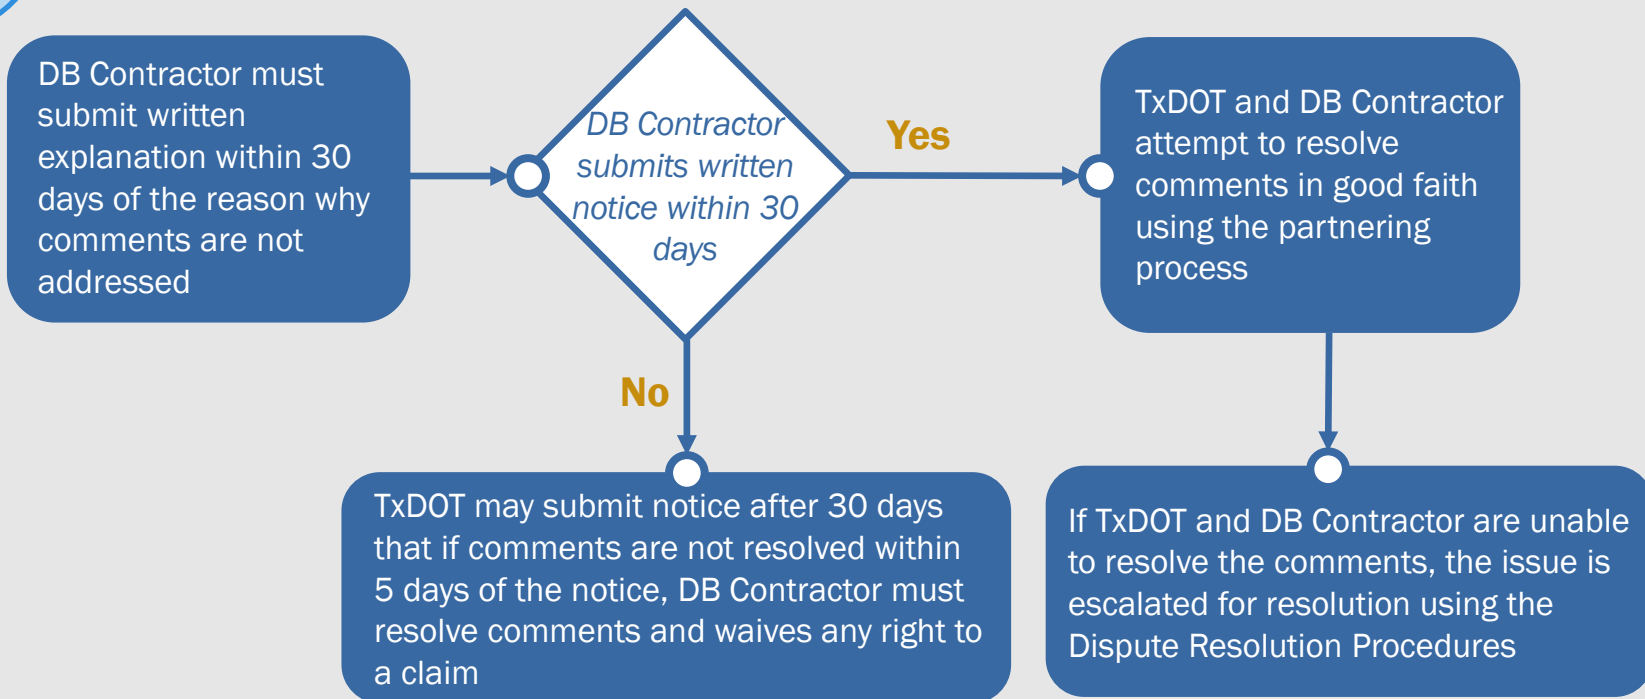 DB Contractor must
submit written
explanation within 30
days of the reason why
comments are not
addressed
DB Contractor
submits written
notice within 30
days
Yes
TxDOT and DB Contractor
attempt to resolve
comments in good faith
using the partnering
process
No
TxDOT may submit notice after 30 days
that if comments are not resolved within
5 days of the notice, DB Contractor must
resolve comments and waives any right to
a claim
If TxDOT and DB Contractor are unable
to resolve the comments, the issue is
escalated for resolution using the
Dispute Resolution Procedures